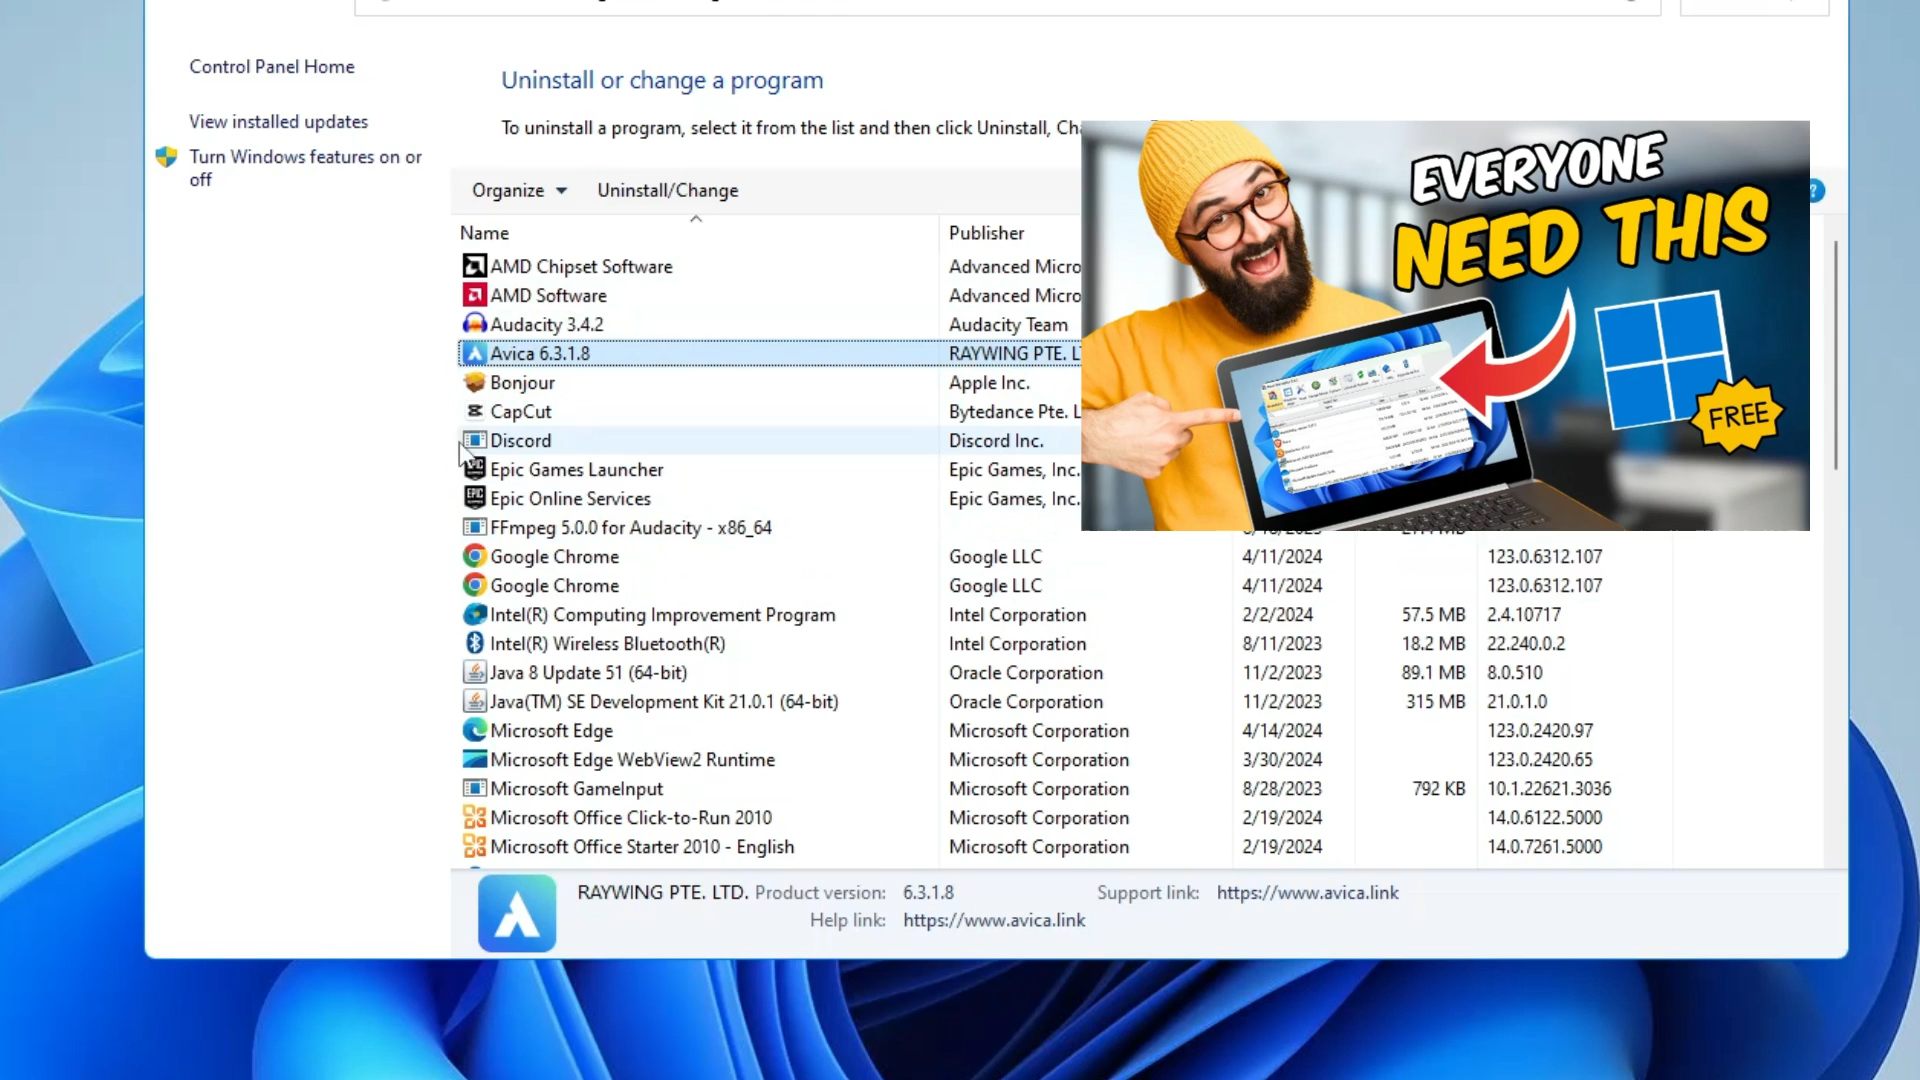 Control Panel Home
View installed updates
Turn Windows features on or
off
Uninstall or change a program
To uninstall a program, select it from the list and then click Uninstall,
Organize Uninstall/Change
Name Publisher
AMD Chipset Software Advanced Micro
AMD Software Advanced Micro
Audacity 3.4.2 Audacity Team
Avica 6.3.1.8 RAYWING PTE.
Bonjour Apple Inc.
CapCut Bytedance Pte.
Discord Discord Inc.
Epic Games Launcher Epic Games, Inc.
Epic Online Services Epic Games, Inc.
FFmpeg 5.0.0 for Audacity - x86_64
Google Chrome Google LLC 4/11/2024 123.0.6312.107
Google Chrome Google LLC 4/11/2024 123.0.6312.107
Intel(R) Computing Improvement Program Intel Corporation 2/2/2024 57.5 MB 2.4.10717
Intel(R) Wireless Bluetooth(R) Intel Corporation 8/11/2023 18.2 MB 22.240.0.2
Java 8 Update 51 (64-bit) Oracle Corporation 11/2/2023 89.1 MB 8.0.510
Java(TM) SE Development Kit 21.0.1 (64-bit) Oracle Corporation 11/2/2023 315 MB 21.0.1.0
Microsoft Edge Microsoft Corporation 4/14/2024 123.0.2420.97
Microsoft Edge WebView2 Runtime Microsoft Corporation 3/30/2024 123.0.2420.65
Microsoft GameInput Microsoft Corporation 8/28/2023 792 KB 10.1.22621.3036
Microsoft Office Click-to-Run 2010 Microsoft Corporation 2/19/2024 14.0.6122.5000
Microsoft Office Starter 2010 - English Microsoft Corporation 2/19/2024 14.0.7261.5000
RAYWING PTE. LTD. Product version: 6.3.1.8 Support link: https://www.avica.link
Help link: https://www.avica.link
EVERYONE
NEED THIS
FREE